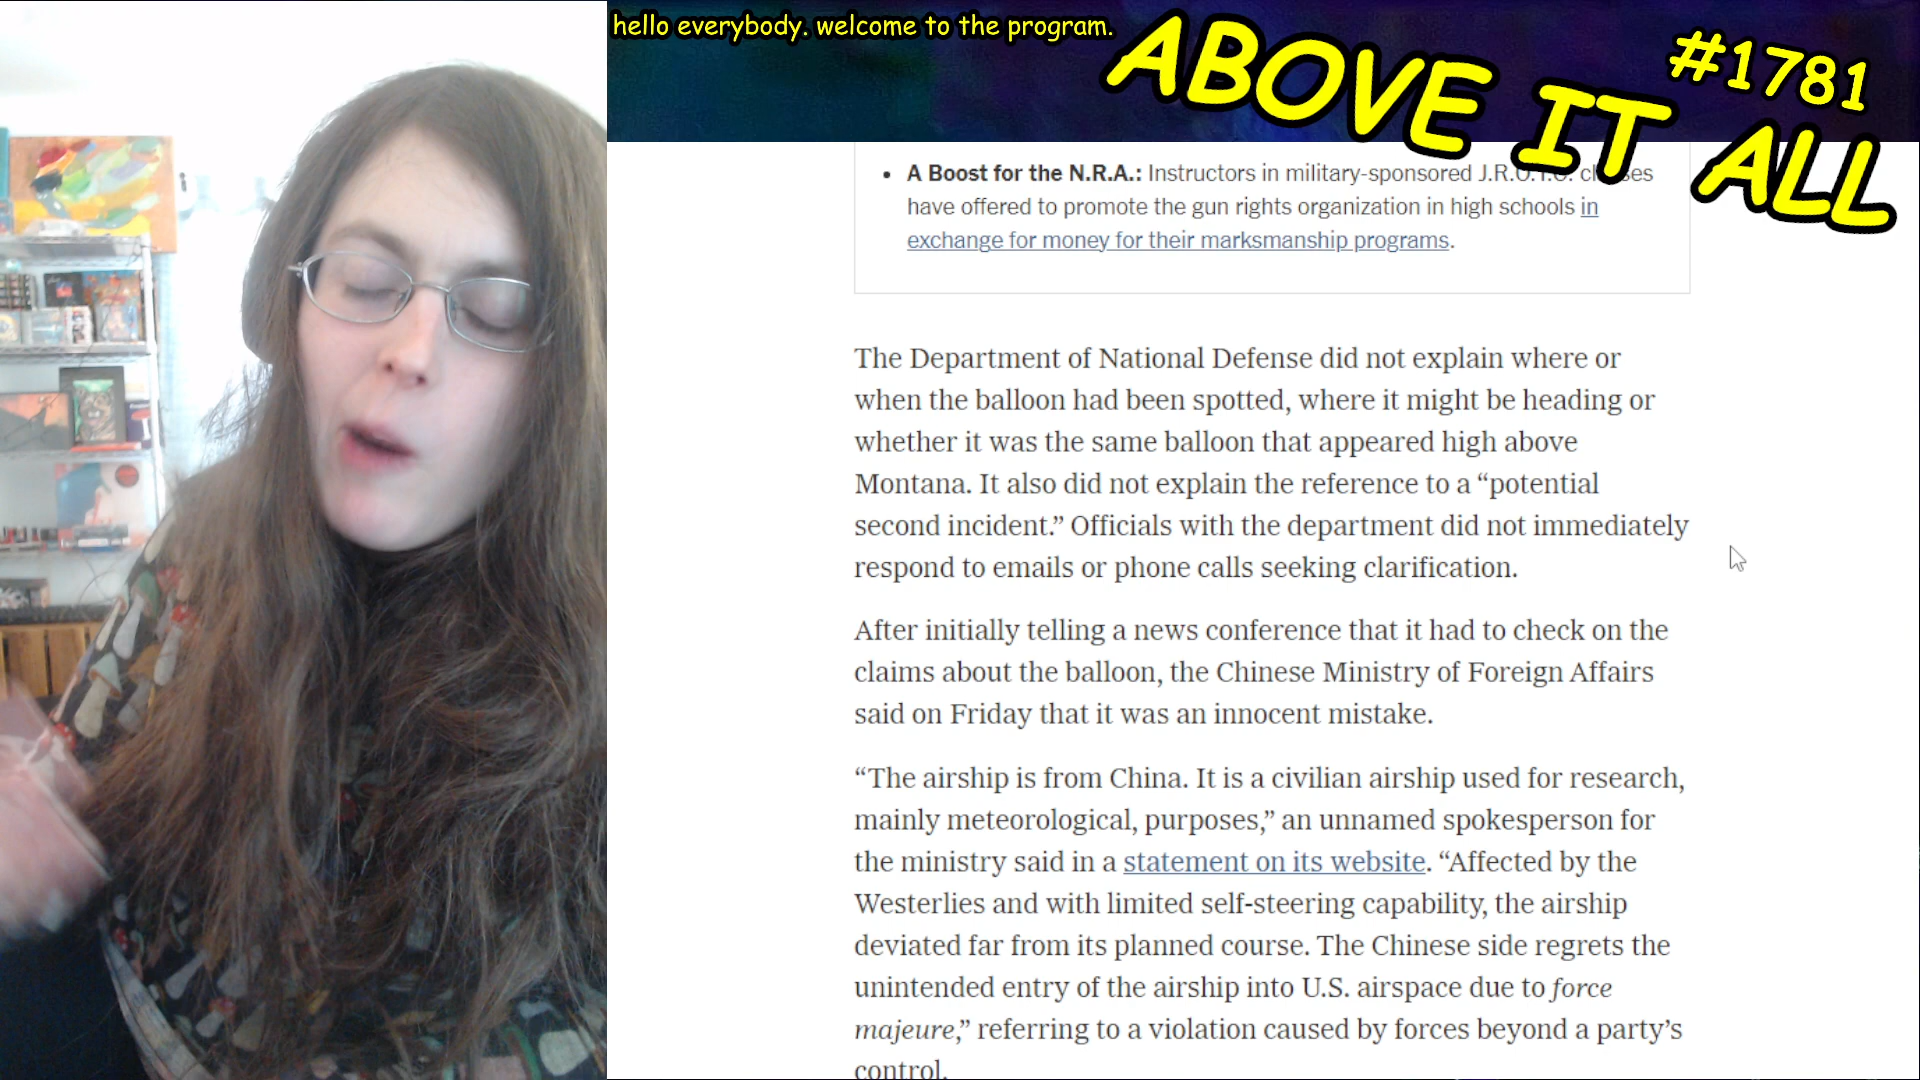 hello everybody. welcome to the program.
ABOVE IT ALL
#1781
• A Boost for the N.R.A.: Instructors in military-sponsored J.R.O.T.C. classes
have offered to promote the gun rights organization in high schools in
exchange for money for their marksmanship programs.
The Department of National Defense did not explain where or
when the balloon had been spotted, where it might be heading or
whether it was the same balloon that appeared high above
Montana. It also did not explain the reference to a “potential
second incident.” Officials with the department did not immediately
respond to emails or phone calls seeking clarification.
After initially telling a news conference that it had to check on the
claims about the balloon, the Chinese Ministry of Foreign Affairs
said on Friday that it was an innocent mistake.
“The airship is from China. It is a civilian airship used for research,
mainly meteorological, purposes,” an unnamed spokesperson for
the ministry said in a statement on its website. “Affected by the
Westerlies and with limited self-steering capability, the airship
deviated far from its planned course. The Chinese side regrets the
unintended entry of the airship into U.S. airspace due to force
majeure,” referring to a violation caused by forces beyond a party’s
control.